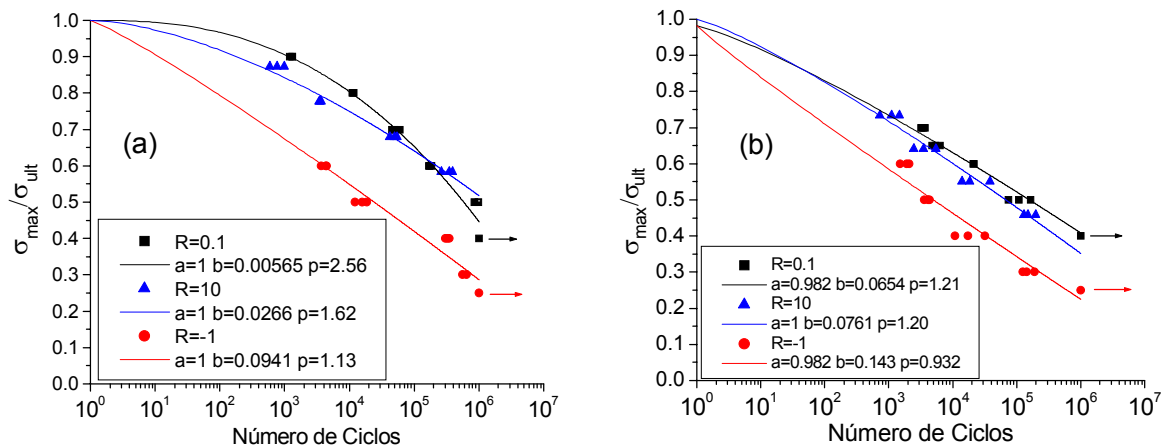 (a)
σmax/σult
1.0
0.9
0.8
0.7
0.6
0.5
0.4
0.3
0.2
0.1
0.0
R=0.1
a=1 b=0.00565 p=2.56
R=10
a=1 b=0.0266 p=1.62
R=-1
a=1 b=0.0941 p=1.13
10^0 10^1 10^2 10^3 10^4 10^5 10^6 10^7
Número de Ciclos
(b)
σmax/σult
1.0
0.9
0.8
0.7
0.6
0.5
0.4
0.3
0.2
0.1
0.0
R=0.1
a=0.982 b=0.0654 p=1.21
R=10
a=1 b=0.0761 p=1.20
R=-1
a=0.982 b=0.143 p=0.932
10^0 10^1 10^2 10^3 10^4 10^5 10^6 10^7
Número de Ciclos